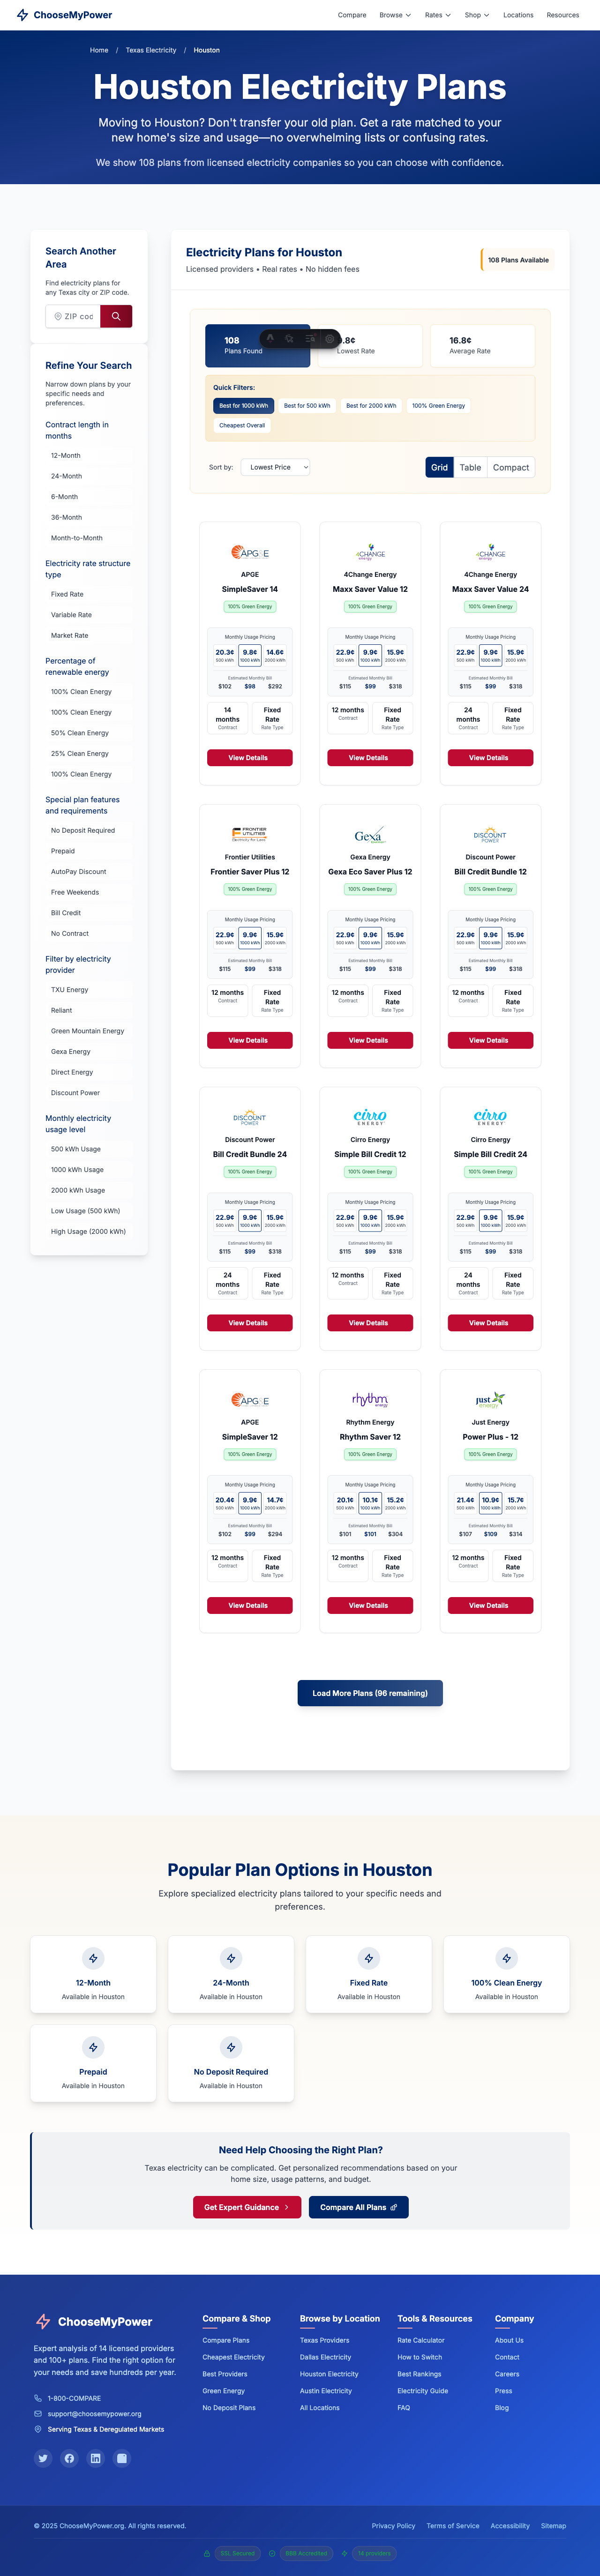 ChooseMyPower
Compare
Browse
Rates
Shop
Locations
Resources
Home / Texas Electricity / Houston
Houston Electricity Plans
Moving to Houston? Don't transfer your old plan. Get a rate matched to your
new home's size and usage—no overwhelming lists or confusing rates.
We show 108 plans from licensed electricity companies so you can choose with confidence.
Search Another
Area
Find electricity plans for
any Texas city or ZIP code.
ZIP cod
Refine Your Search
Narrow down plans by your
specific needs and
preferences.
Contract length in
months
12-Month
24-Month
6-Month
36-Month
Month-to-Month
Electricity rate structure
type
Fixed Rate
Variable Rate
Market Rate
Percentage of
renewable energy
100% Clean Energy
100% Clean Energy
50% Clean Energy
25% Clean Energy
100% Clean Energy
Special plan features
and requirements
No Deposit Required
Prepaid
AutoPay Discount
Free Weekends
Bill Credit
No Contract
Filter by electricity
provider
TXU Energy
Reliant
Green Mountain Energy
Gexa Energy
Direct Energy
Discount Power
Monthly electricity
usage level
500 kWh Usage
1000 kWh Usage
2000 kWh Usage
Low Usage (500 kWh)
High Usage (2000 kWh)
Electricity Plans for Houston
Licensed providers • Real rates • No hidden fees
108 Plans Available
108
Plans Found
9.8¢
Lowest Rate
16.8¢
Average Rate
Quick Filters:
Best for 1000 kWh
Best for 500 kWh
Best for 2000 kWh
100% Green Energy
Cheapest Overall
Sort by:
Lowest Price
Grid
Table
Compact
APG&E
APGE
SimpleSaver 14
100% Green Energy
Monthly Usage Pricing
20.3¢ 9.8¢ 14.6¢
500 kWh 1000 kWh 2000 kWh
Estimated Monthly Bill
$102 $98 $292
14
months
Contract
Fixed
Rate
Rate Type
View Details
4CHANGE
energy
4Change Energy
Maxx Saver Value 12
100% Green Energy
Monthly Usage Pricing
22.9¢ 9.9¢ 15.9¢
500 kWh 1000 kWh 2000 kWh
Estimated Monthly Bill
$115 $99 $318
12 months
Contract
Fixed
Rate
Rate Type
View Details
4CHANGE
energy
4Change Energy
Maxx Saver Value 24
100% Green Energy
Monthly Usage Pricing
22.9¢ 9.9¢ 15.9¢
500 kWh 1000 kWh 2000 kWh
Estimated Monthly Bill
$115 $99 $318
24
months
Contract
Fixed
Rate
Rate Type
View Details
FRONTIER
UTILITIES
Frontier Utilities
Frontier Saver Plus 12
100% Green Energy
Monthly Usage Pricing
22.9¢ 9.9¢ 15.9¢
500 kWh 1000 kWh 2000 kWh
Estimated Monthly Bill
$115 $99 $318
12 months
Contract
Fixed
Rate
Rate Type
View Details
Gexa
Gexa Energy
Gexa Eco Saver Plus 12
100% Green Energy
Monthly Usage Pricing
22.9¢ 9.9¢ 15.9¢
500 kWh 1000 kWh 2000 kWh
Estimated Monthly Bill
$115 $99 $318
12 months
Contract
Fixed
Rate
Rate Type
View Details
DISCOUNT
POWER
Discount Power
Bill Credit Bundle 12
100% Green Energy
Monthly Usage Pricing
22.9¢ 9.9¢ 15.9¢
500 kWh 1000 kWh 2000 kWh
Estimated Monthly Bill
$115 $99 $318
12 months
Contract
Fixed
Rate
Rate Type
View Details
DISCOUNT
POWER
Discount Power
Bill Credit Bundle 24
100% Green Energy
Monthly Usage Pricing
22.9¢ 9.9¢ 15.9¢
500 kWh 1000 kWh 2000 kWh
Estimated Monthly Bill
$115 $99 $318
24
months
Contract
Fixed
Rate
Rate Type
View Details
cirro
ENERGY
Cirro Energy
Simple Bill Credit 12
100% Green Energy
Monthly Usage Pricing
22.9¢ 9.9¢ 15.9¢
500 kWh 1000 kWh 2000 kWh
Estimated Monthly Bill
$115 $99 $318
12 months
Contract
Fixed
Rate
Rate Type
View Details
cirro
ENERGY
Cirro Energy
Simple Bill Credit 24
100% Green Energy
Monthly Usage Pricing
22.9¢ 9.9¢ 15.9¢
500 kWh 1000 kWh 2000 kWh
Estimated Monthly Bill
$115 $99 $318
24
months
Contract
Fixed
Rate
Rate Type
View Details
APG&E
APGE
SimpleSaver 12
100% Green Energy
Monthly Usage Pricing
20.4¢ 9.9¢ 14.7¢
500 kWh 1000 kWh 2000 kWh
Estimated Monthly Bill
$102 $99 $294
12 months
Contract
Fixed
Rate
Rate Type
View Details
rhythm
energy
Rhythm Energy
Rhythm Saver 12
100% Green Energy
Monthly Usage Pricing
20.1¢ 10.1¢ 15.2¢
500 kWh 1000 kWh 2000 kWh
Estimated Monthly Bill
$101 $101 $304
12 months
Contract
Fixed
Rate
Rate Type
View Details
just
energy
Just Energy
Power Plus - 12
100% Green Energy
Monthly Usage Pricing
21.4¢ 10.9¢ 15.7¢
500 kWh 1000 kWh 2000 kWh
Estimated Monthly Bill
$107 $109 $314
12 months
Contract
Fixed
Rate
Rate Type
View Details
Load More Plans (96 remaining)
Popular Plan Options in Houston
Explore specialized electricity plans tailored to your specific needs and
preferences.
12-Month
Available in Houston
24-Month
Available in Houston
Fixed Rate
Available in Houston
100% Clean Energy
Available in Houston
Prepaid
Available in Houston
No Deposit Required
Available in Houston
Need Help Choosing the Right Plan?
Texas electricity can be complicated. Get personalized recommendations based on your
home size, usage patterns, and budget.
Get Expert Guidance
Compare All Plans
ChooseMyPower
Expert analysis of 14 licensed providers
and 100+ plans. Find the right option for
your needs and save hundreds per year.
1-800-COMPARE
support@choosemypower.org
Serving Texas & Deregulated Markets
Compare & Shop
Compare Plans
Cheapest Electricity
Best Providers
Green Energy
No Deposit Plans
Browse by Location
Texas Providers
Dallas Electricity
Houston Electricity
Austin Electricity
All Locations
Tools & Resources
Rate Calculator
How to Switch
Best Rankings
Electricity Guide
FAQ
Company
About Us
Contact
Careers
Press
Blog
© 2025 ChooseMyPower.org. All rights reserved.
Privacy Policy
Terms of Service
Accessibility
Sitemap
SSL Secured
BBB Accredited
14 providers